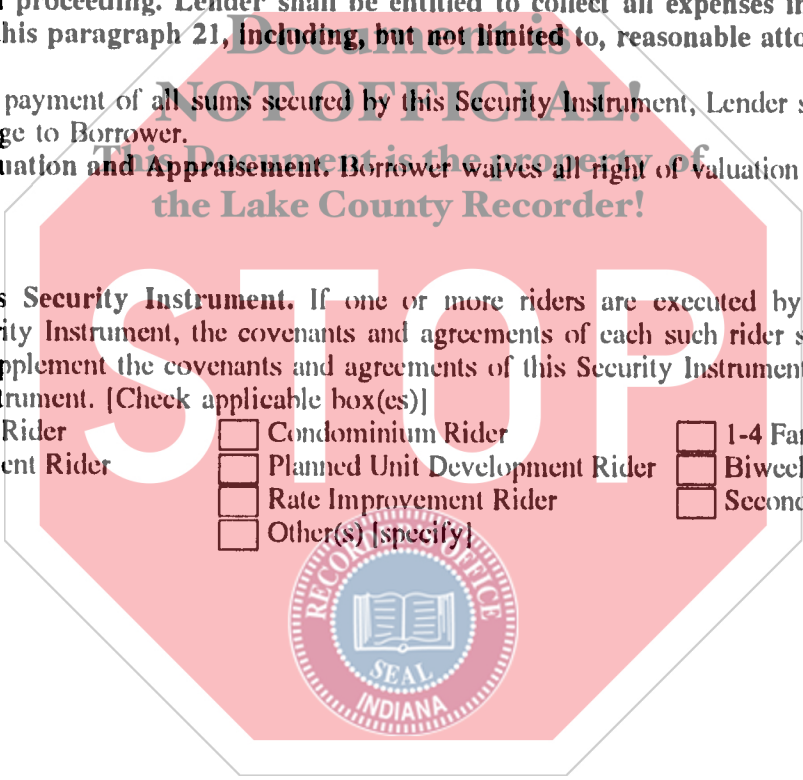 proceeding. Lender shall be entitled to collect all expenses
his paragraph 21, including, but not limited to, reasonable
Document is
NOT OFFICIAL!
payment of all sums secured by this Security Instrument, Lender
ge to Borrower.
This Document is the property of
uation and Appraisement. Borrower waives all right of valuation
the Lake County Recorder!
STOP
Security Instrument. If one or more riders are executed by
ity Instrument, the covenants and agreements of each such rider
pplement the covenants and agreements of this Security Instrument
trument. [Check applicable box(es)]
Rider Condominium Rider 1-4
ent Rider Planned Unit Development Rider
Rate Improvement Rider Second
Other(s) [specify]
RECORDER'S OFFICE
SEAL
INDIANA